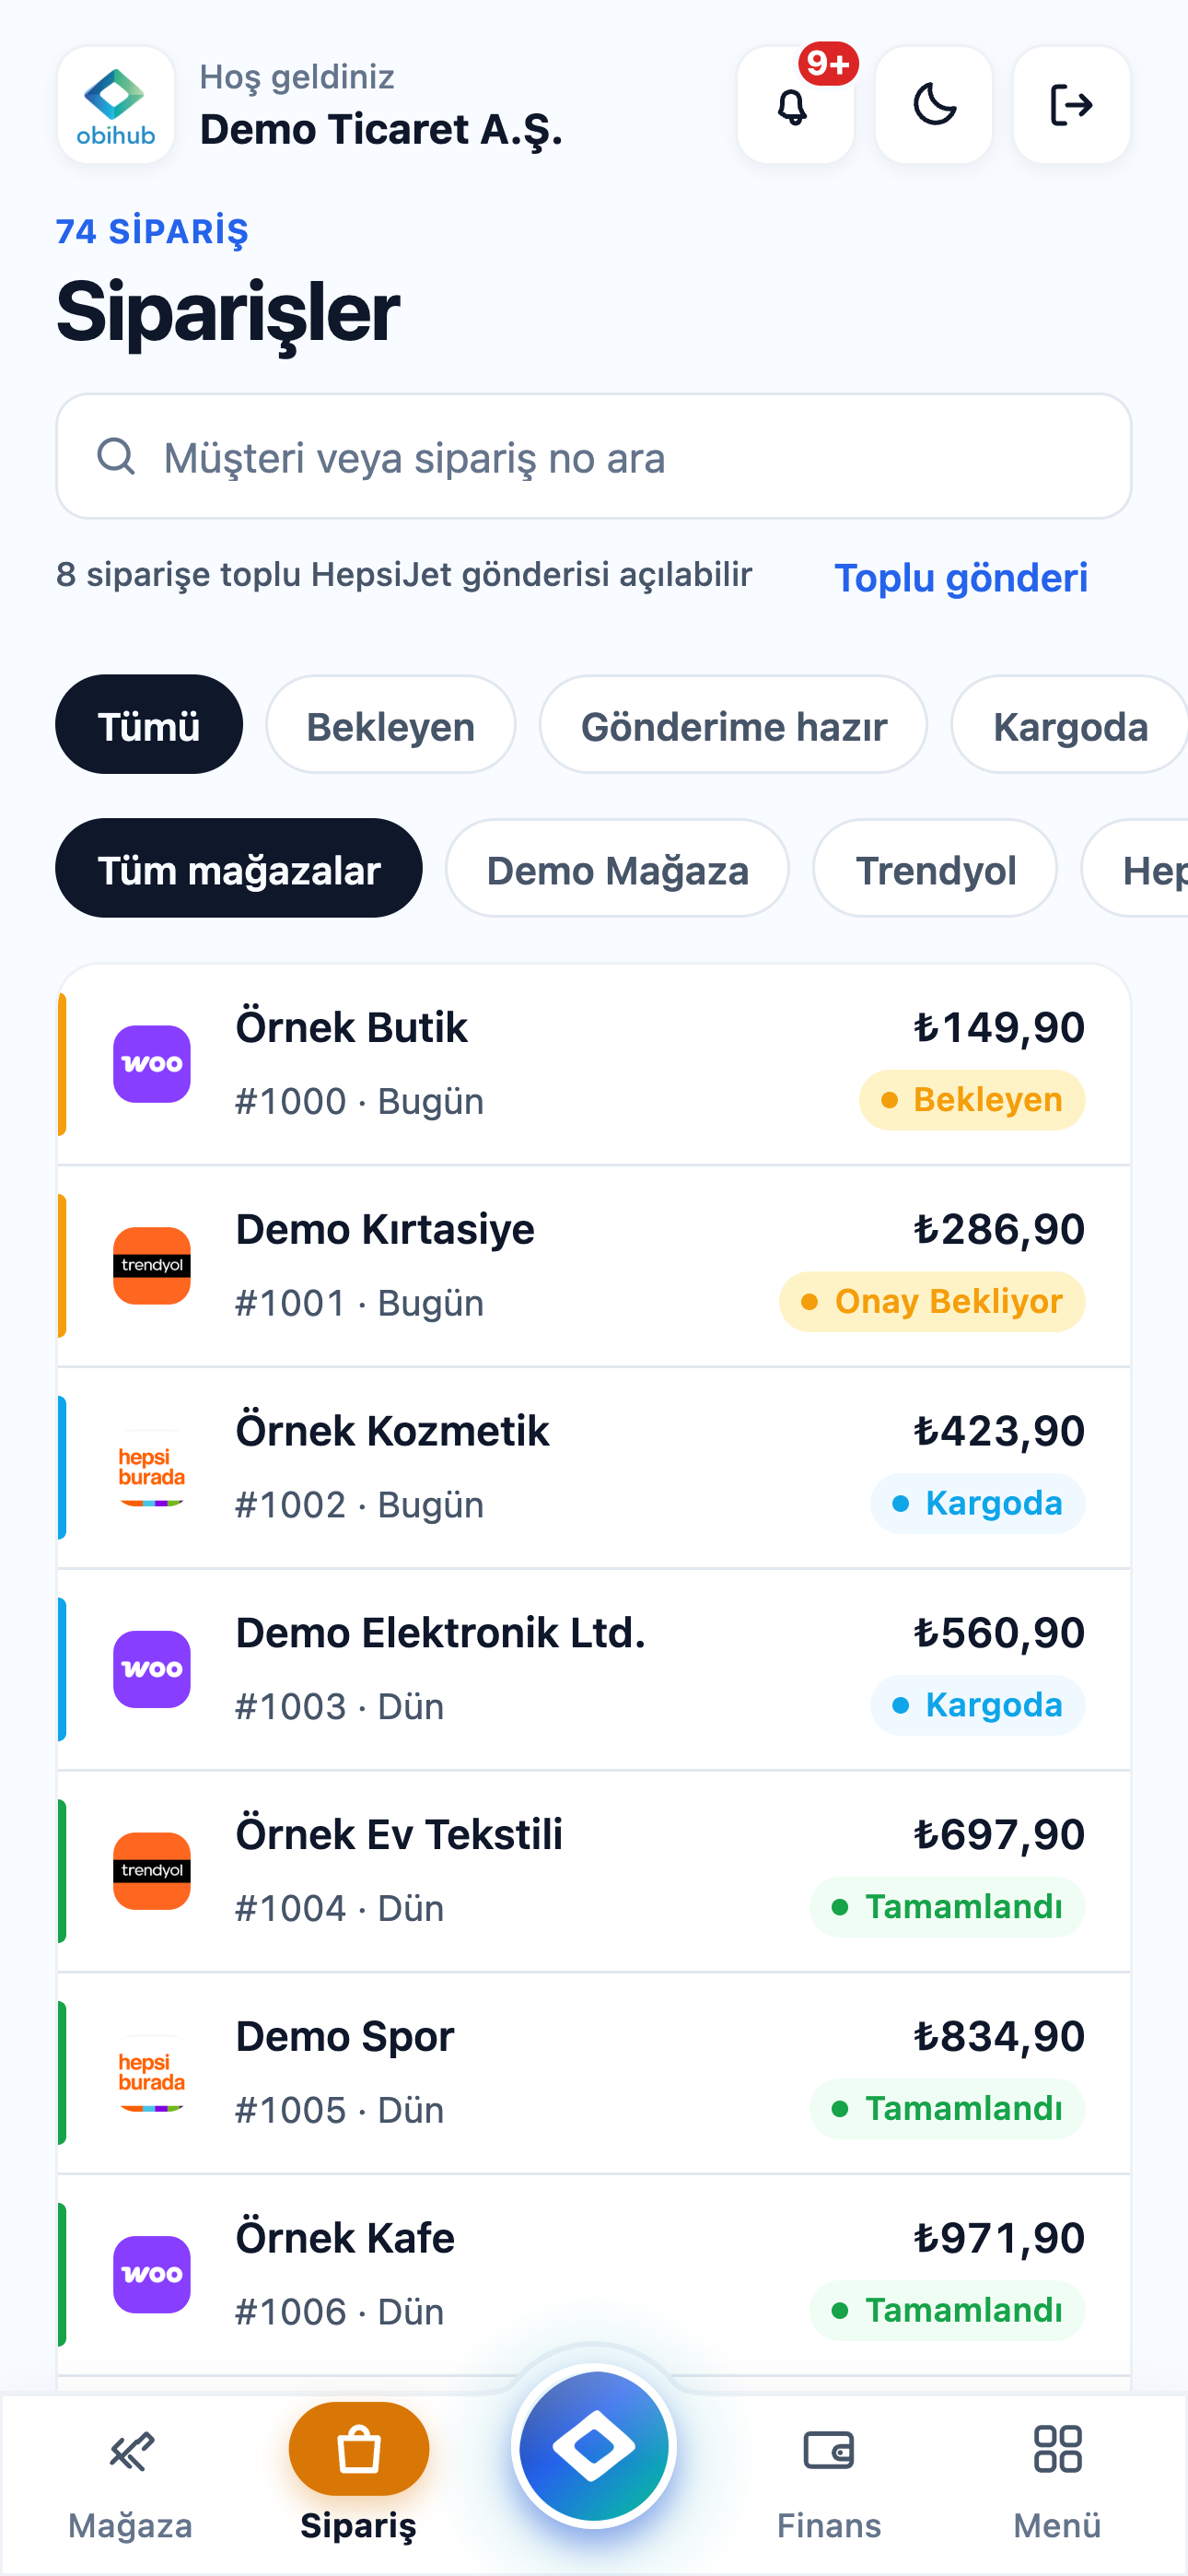 obihub
Hoş geldiniz
Demo Ticaret A.Ş.
9+
74 SİPARİŞ
Siparişler
Müşteri veya sipariş no ara
8 siparişe toplu HepsiJet gönderisi açılabilir
Toplu gönderi
Tümü
Bekleyen
Gönderime hazır
Kargoda
Tüm mağazalar
Demo Mağaza
Trendyol
Hep
woo
Örnek Butik
₺149,90
#1000 · Bugün
Bekleyen
trendyol
Demo Kırtasiye
₺286,90
#1001 · Bugün
Onay Bekliyor
hepsi
burada
Örnek Kozmetik
₺423,90
#1002 · Bugün
Kargoda
woo
Demo Elektronik Ltd.
₺560,90
#1003 · Dün
Kargoda
trendyol
Örnek Ev Tekstili
₺697,90
#1004 · Dün
Tamamlandı
hepsi
burada
Demo Spor
₺834,90
#1005 · Dün
Tamamlandı
woo
Örnek Kafe
₺971,90
#1006 · Dün
Tamamlandı
Mağaza
Sipariş
Finans
Menü